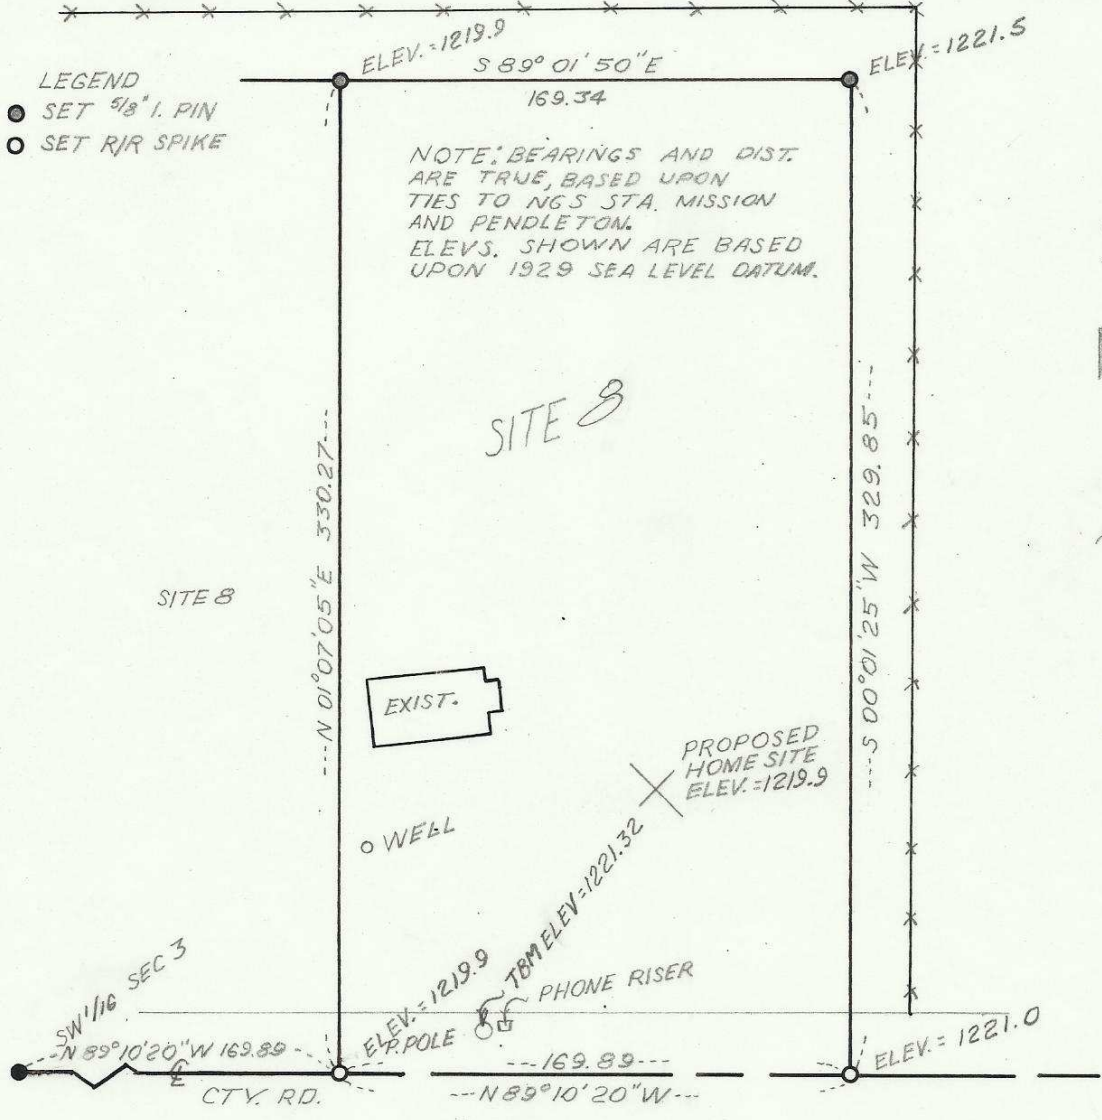 ELEV. = 1219.9
ELEV. = 1221.5
S 89° 01' 50" E
169.34
LEGEND
SET 5/8" I. PIN
SET R/R SPIKE
NOTE: BEARINGS AND DIST.
ARE TRUE, BASED UPON
TIES TO NGS STA. MISSION
AND PENDLETON.
ELEVS. SHOWN ARE BASED
UPON 1929 SEA LEVEL DATUM.
SITE 8
---N 01° 07' 05" E 330.27---
---S 00° 01' 25" W 329.85---
SITE 8
EXIST.
PROPOSED
HOME SITE
ELEV. = 1219.9
WELL
TBM ELEV = 1221.32
PHONE RISER
ELEV. = 1219.9
P. POLE
ELEV. = 1221.0
SW 1/16 SEC 3
-N 89° 10' 20" W 169.89-
CTY. RD.
---169.89---
---N 89° 10' 20" W---